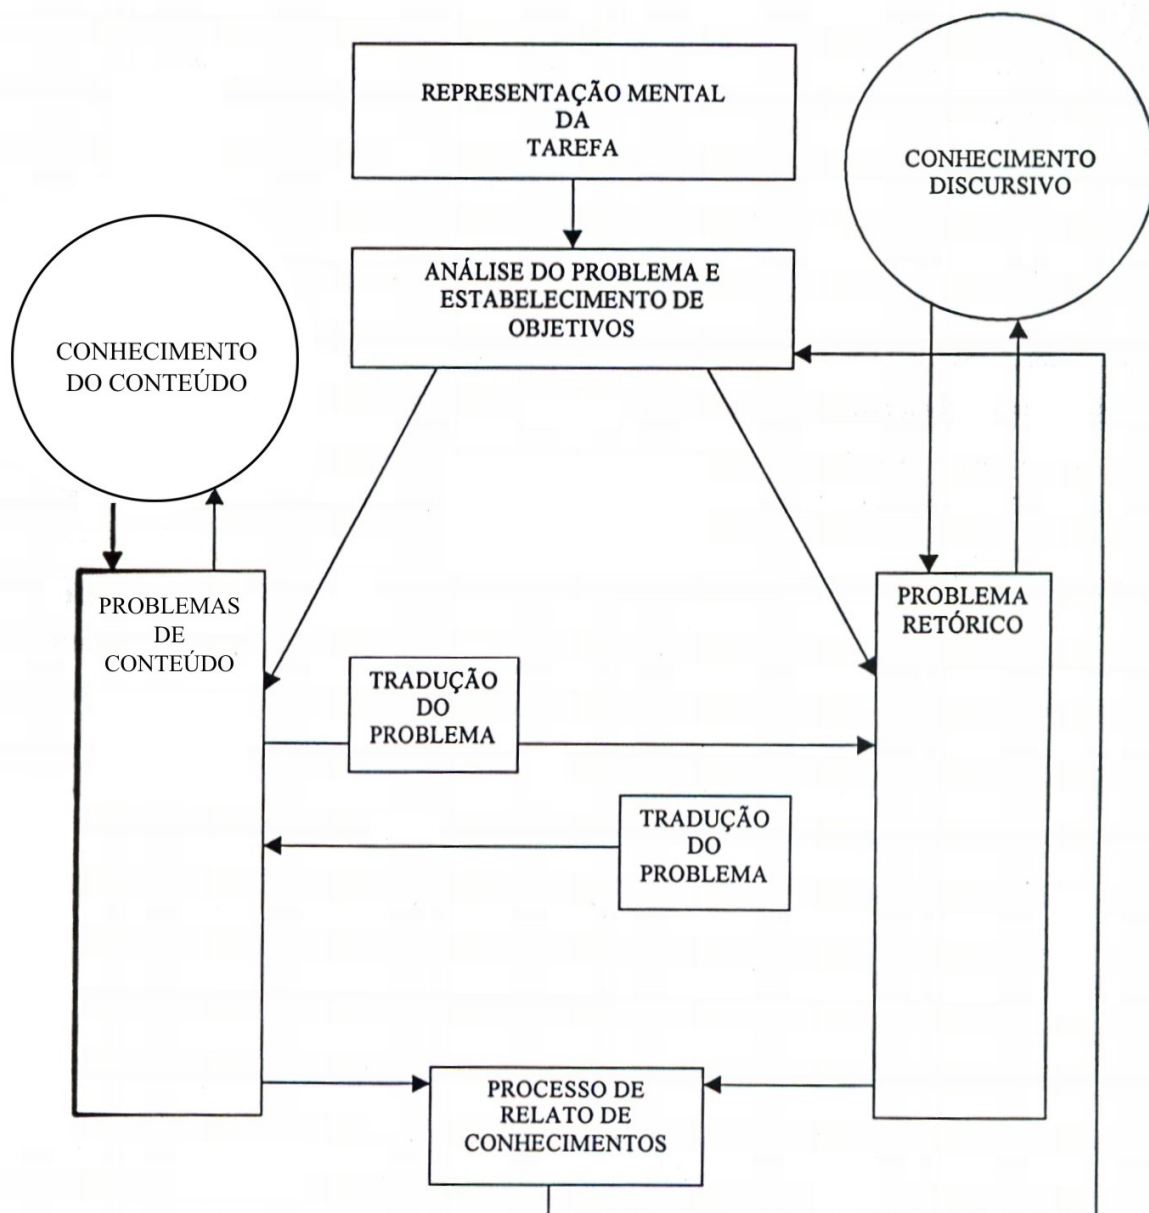 REPRESENTAÇÃO MENTAL
DA
TAREFA
CONHECIMENTO
DISCURSIVO
ANÁLISE DO PROBLEMA E
ESTABELECIMENTO DE
OBJETIVOS
CONHECIMENTO
DO CONTEÚDO
PROBLEMAS
DE
CONTEÚDO
PROBLEMA
RETÓRICO
TRADUÇÃO
DO
PROBLEMA
TRADUÇÃO
DO
PROBLEMA
PROCESSO DE
RELATO DE
CONHECIMENTOS